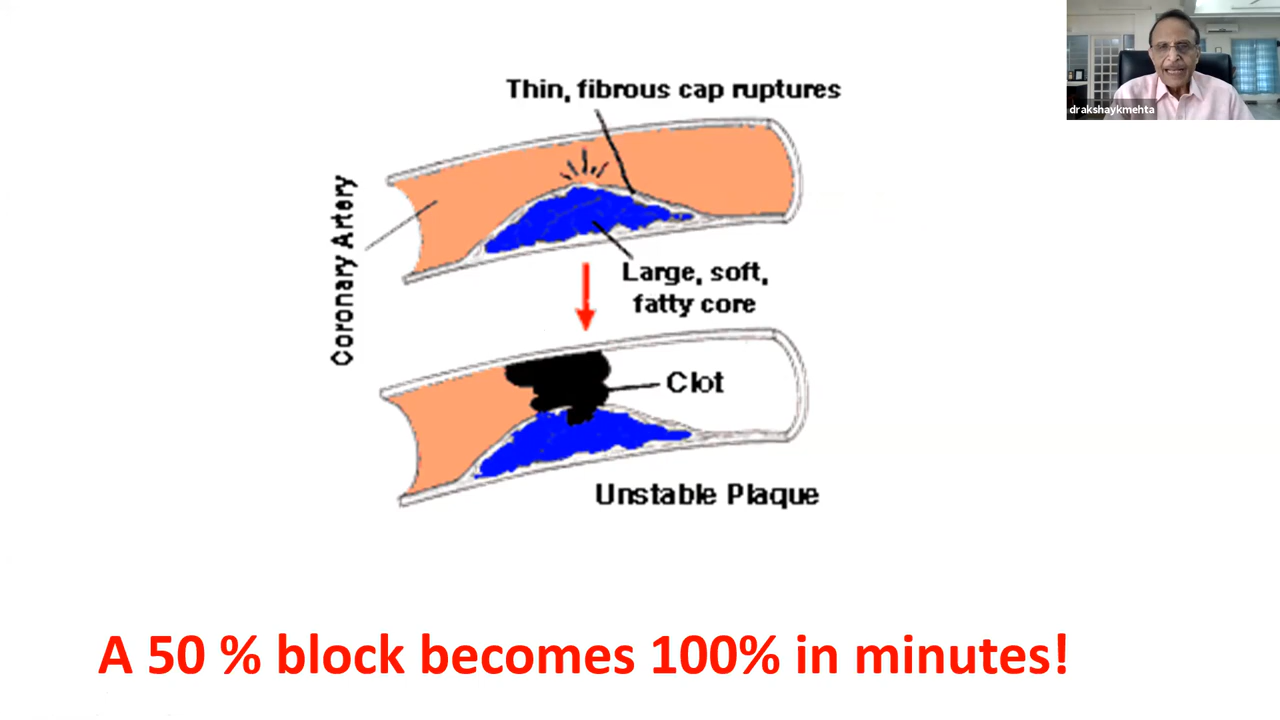 drakshaykmehta
Thin, fibrous cap ruptures
Coronary Artery
Large, soft,
fatty core
Clot
Unstable Plaque
A 50 % block becomes 100% in minutes!